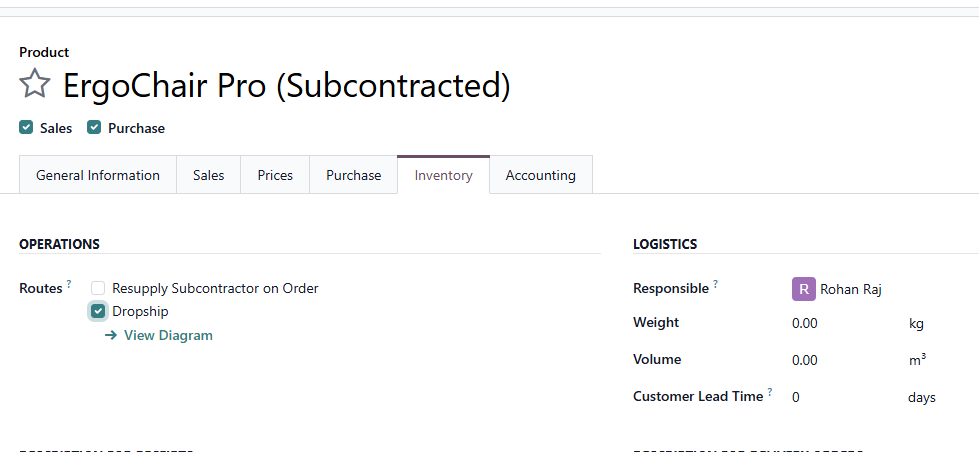 Product
ErgoChair Pro (Subcontracted)
Sales Purchase
General Information Sales Prices Purchase Inventory Accounting
OPERATIONS
Routes ? Resupply Subcontractor on Order
Dropship
→ View Diagram
LOGISTICS
Responsible ? R Rohan Raj
Weight 0.00 kg
Volume 0.00 m³
Customer Lead Time ? 0 days